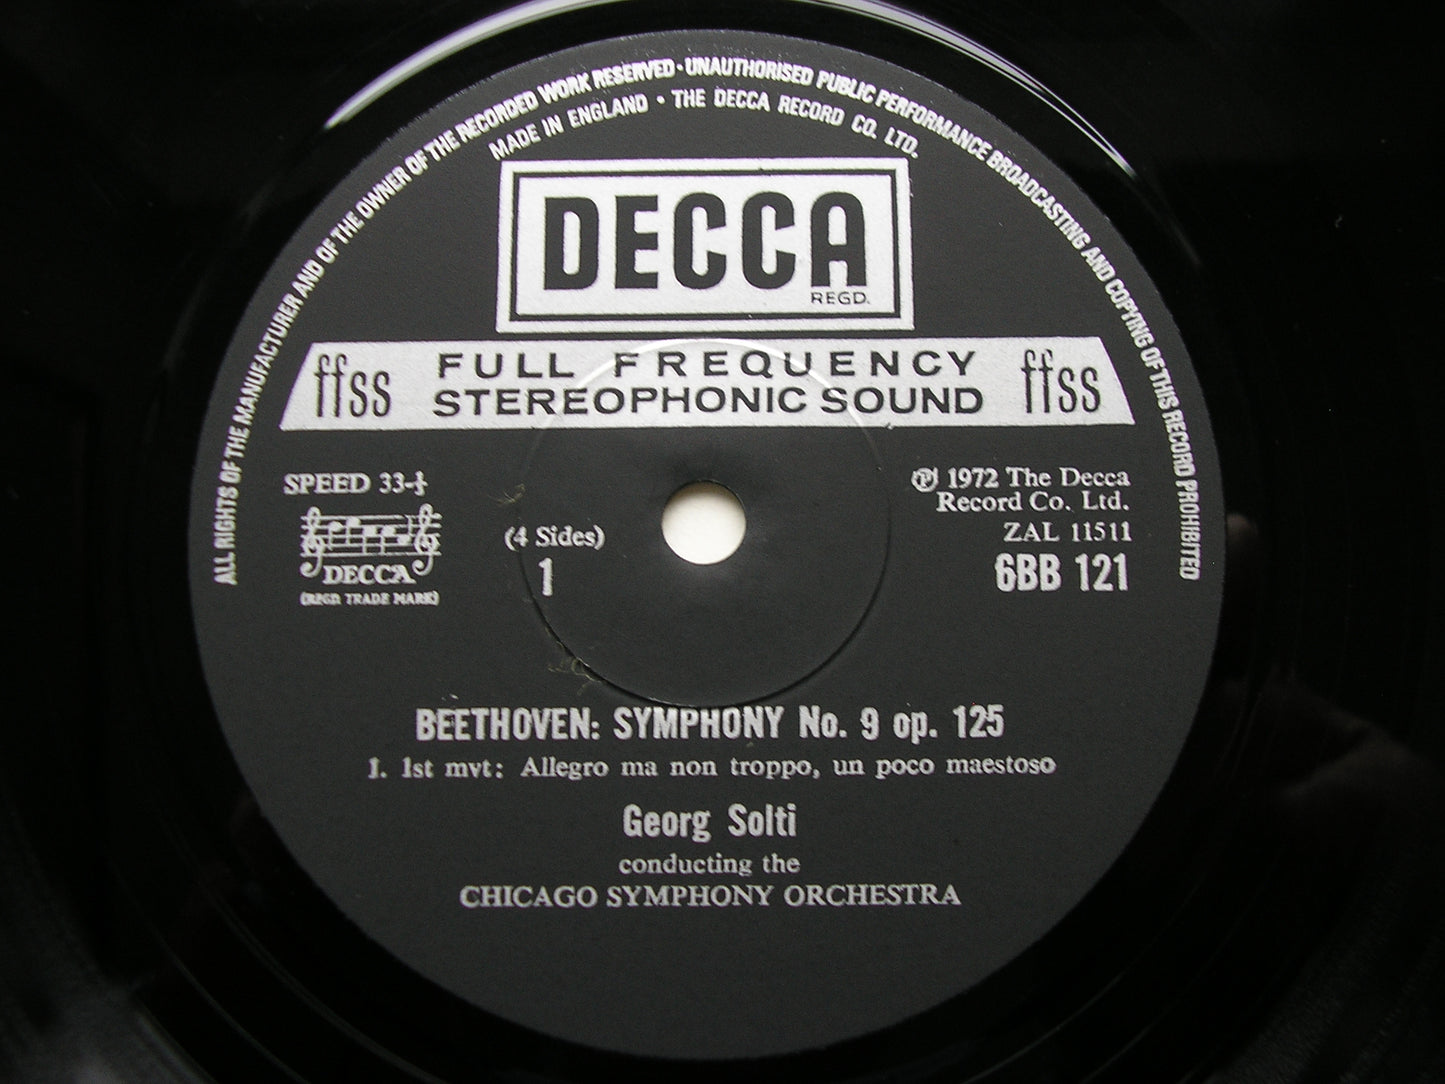 ALL RIGHTS OF THE MANUFACTURER AND OF THE OWNER OF THE RECORDED WORK RESERVED · UNAUTHORISED PUBLIC PERFORMANCE BROADCASTING AND COPYING OF THIS RECORD PROHIBITED
MADE IN ENGLAND · THE DECCA RECORD CO. LTD.
DECCA
REGD.
ffss FULL FREQUENCY STEREOPHONIC SOUND ffss
SPEED 33-⅓
DECCA
(REGD. TRADE MARK)
(4 Sides)
1
Ⓟ 1972 The Decca
Record Co. Ltd.
ZAL 11511
6BB 121
BEETHOVEN: SYMPHONY No. 9 op. 125
1. 1st mvt: Allegro ma non troppo, un poco maestoso
Georg Solti
conducting the
CHICAGO SYMPHONY ORCHESTRA